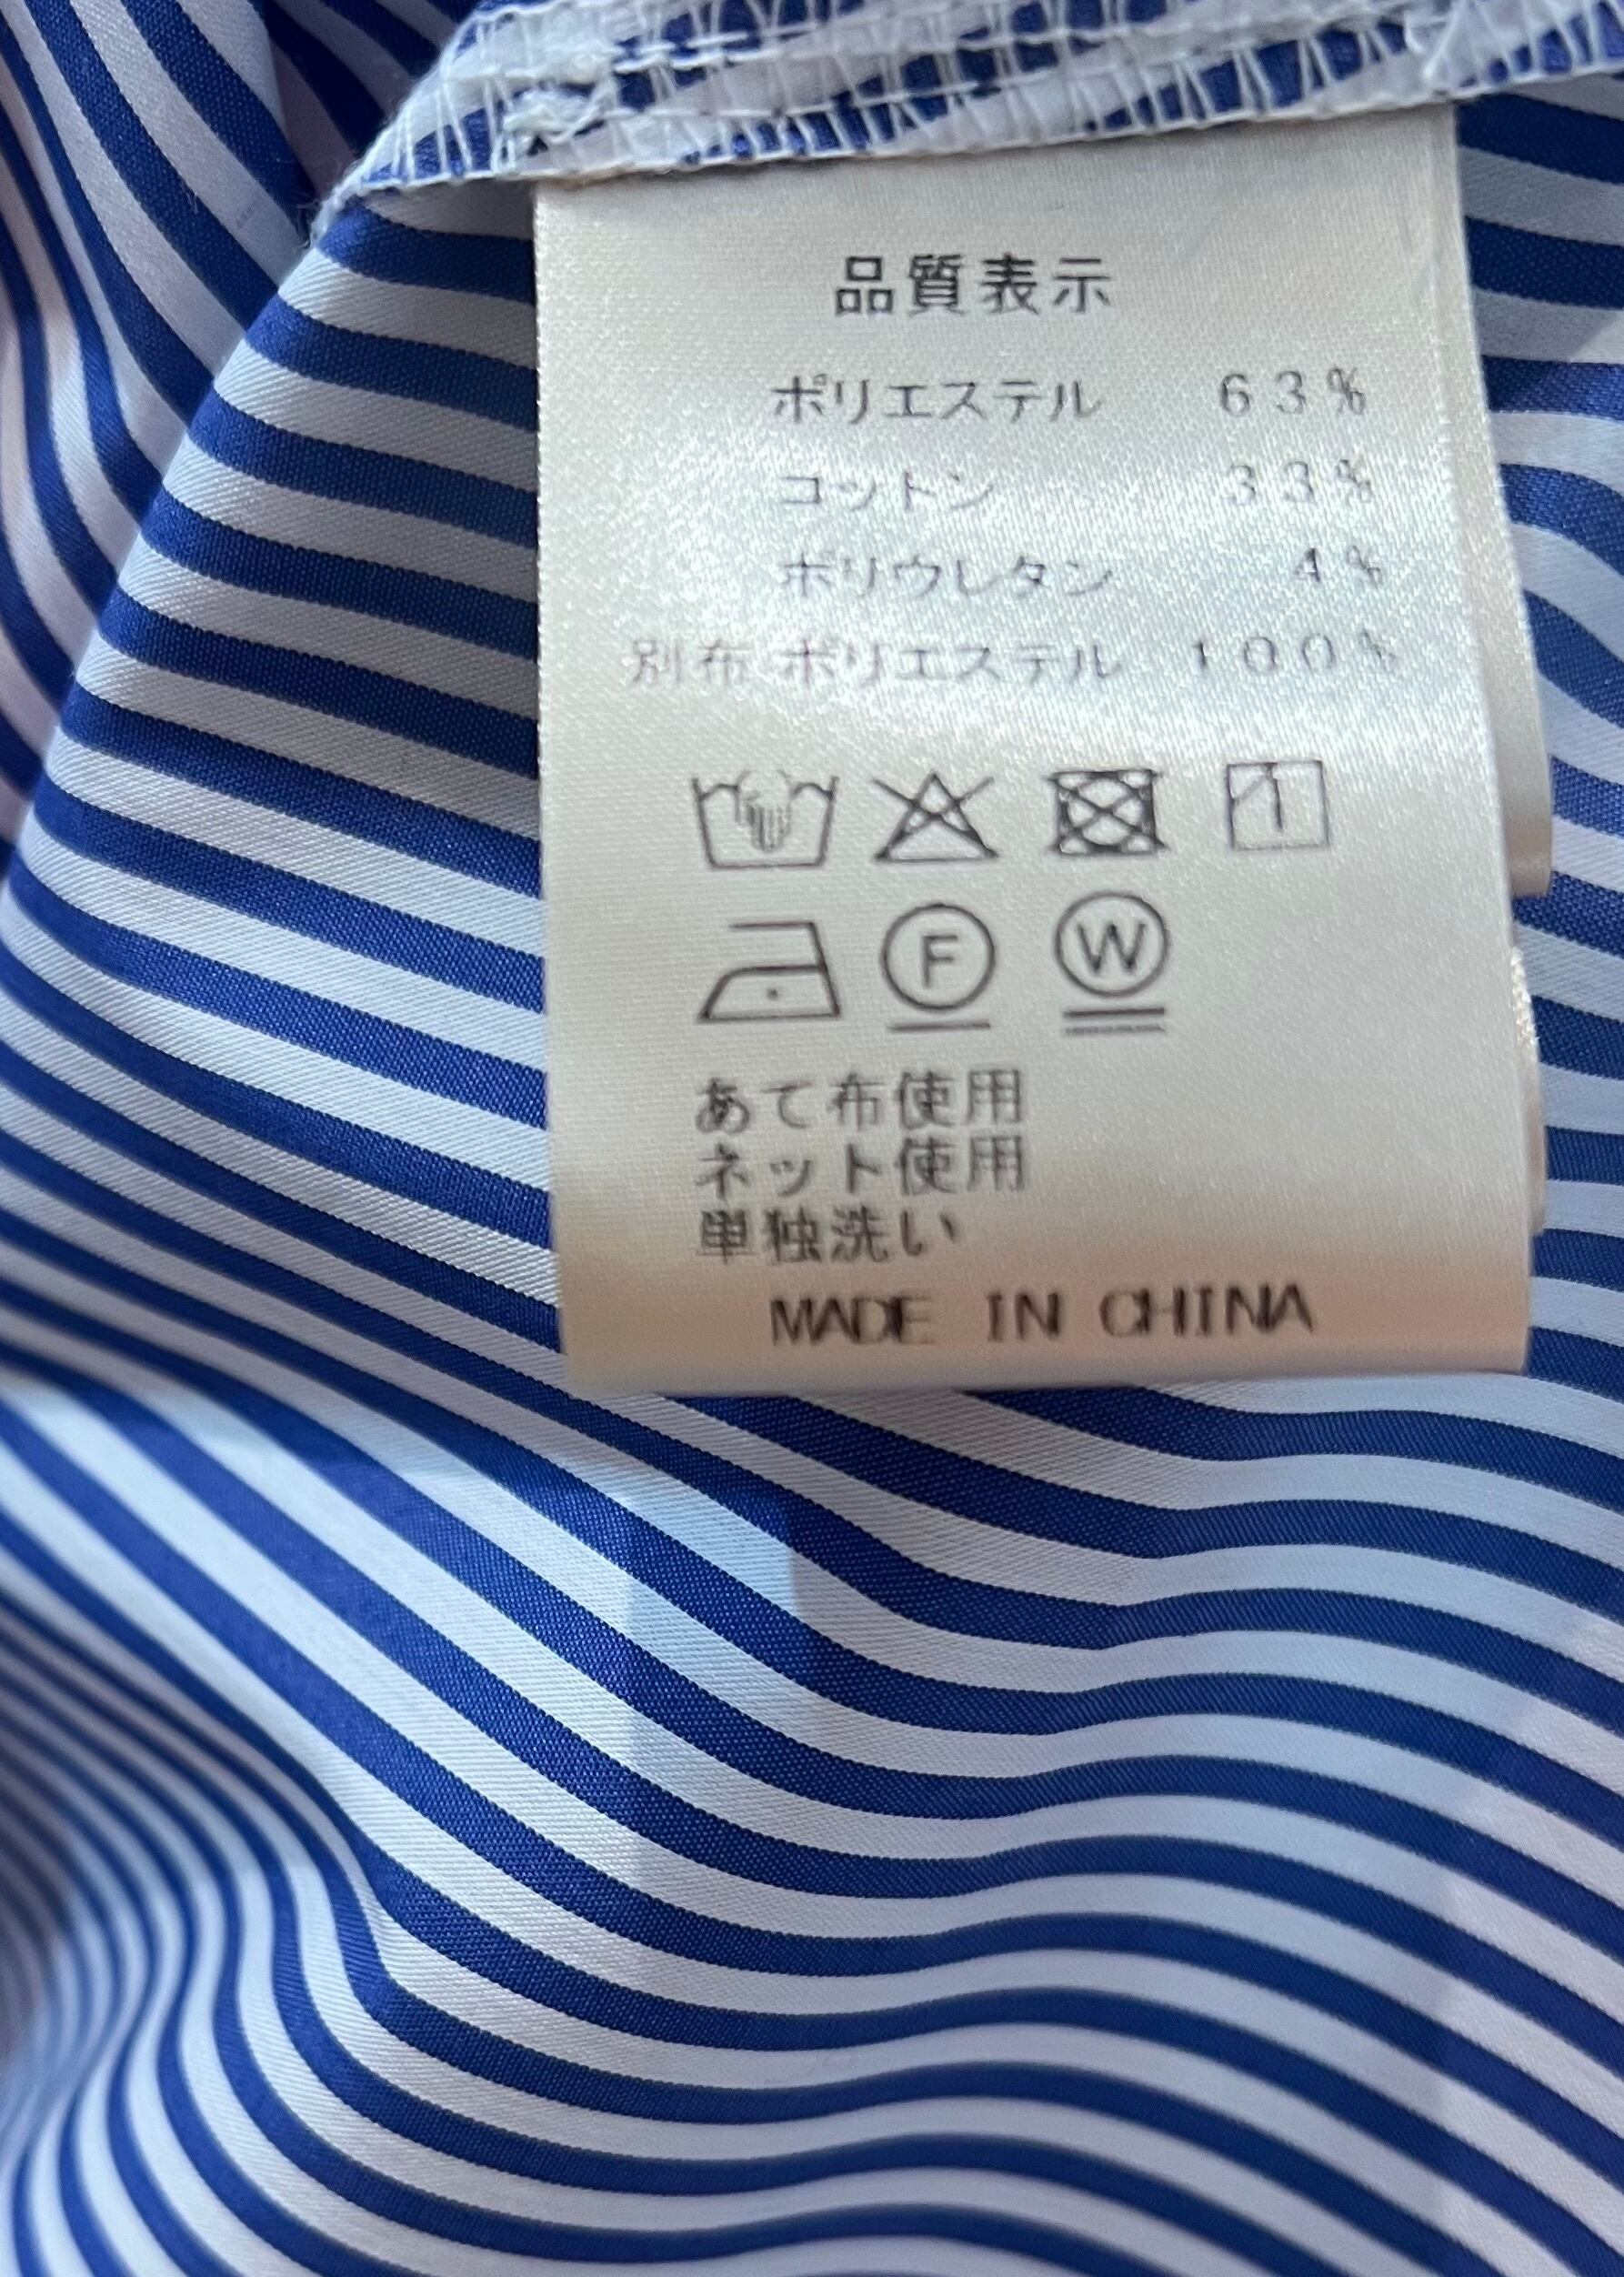 品質表示
ポリエステル 63%
コットン 33%
ポリウレタン 4%
別布 ポリエステル 100%
F W
あて布使用
ネット使用
単独洗い
MADE IN CHINA